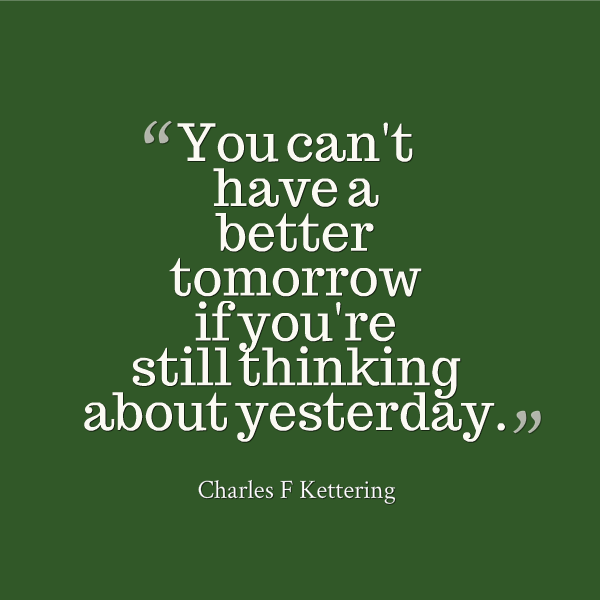 “You can't
have a
better
tomorrow
if you're
still thinking
about yesterday.”
Charles F Kettering